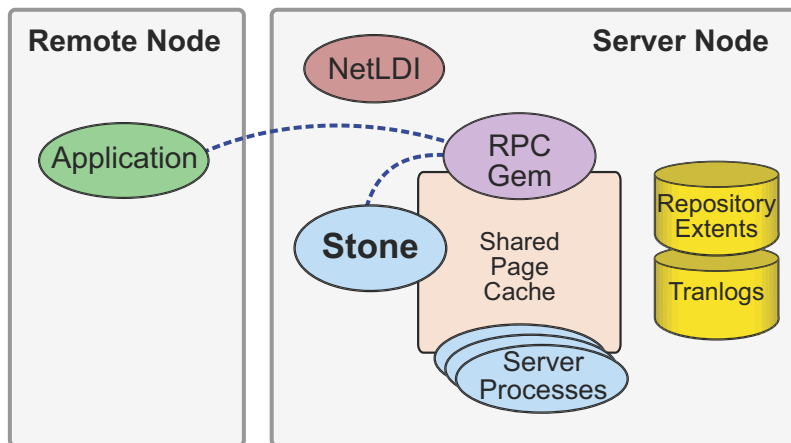 Remote Node
Server Node
NetLDI
Application
RPC
Gem
Stone
Shared
Page
Cache
Repository
Extents
Tranlogs
Server
Processes